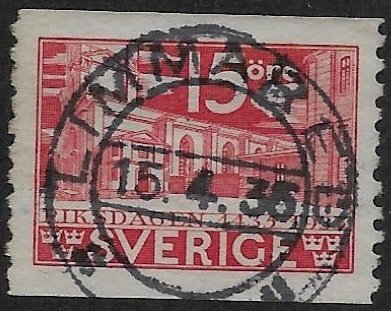 15 öre
LIMMARED
15. 4. 36
RIKSDAGEN 1435-1935
SVERIGE